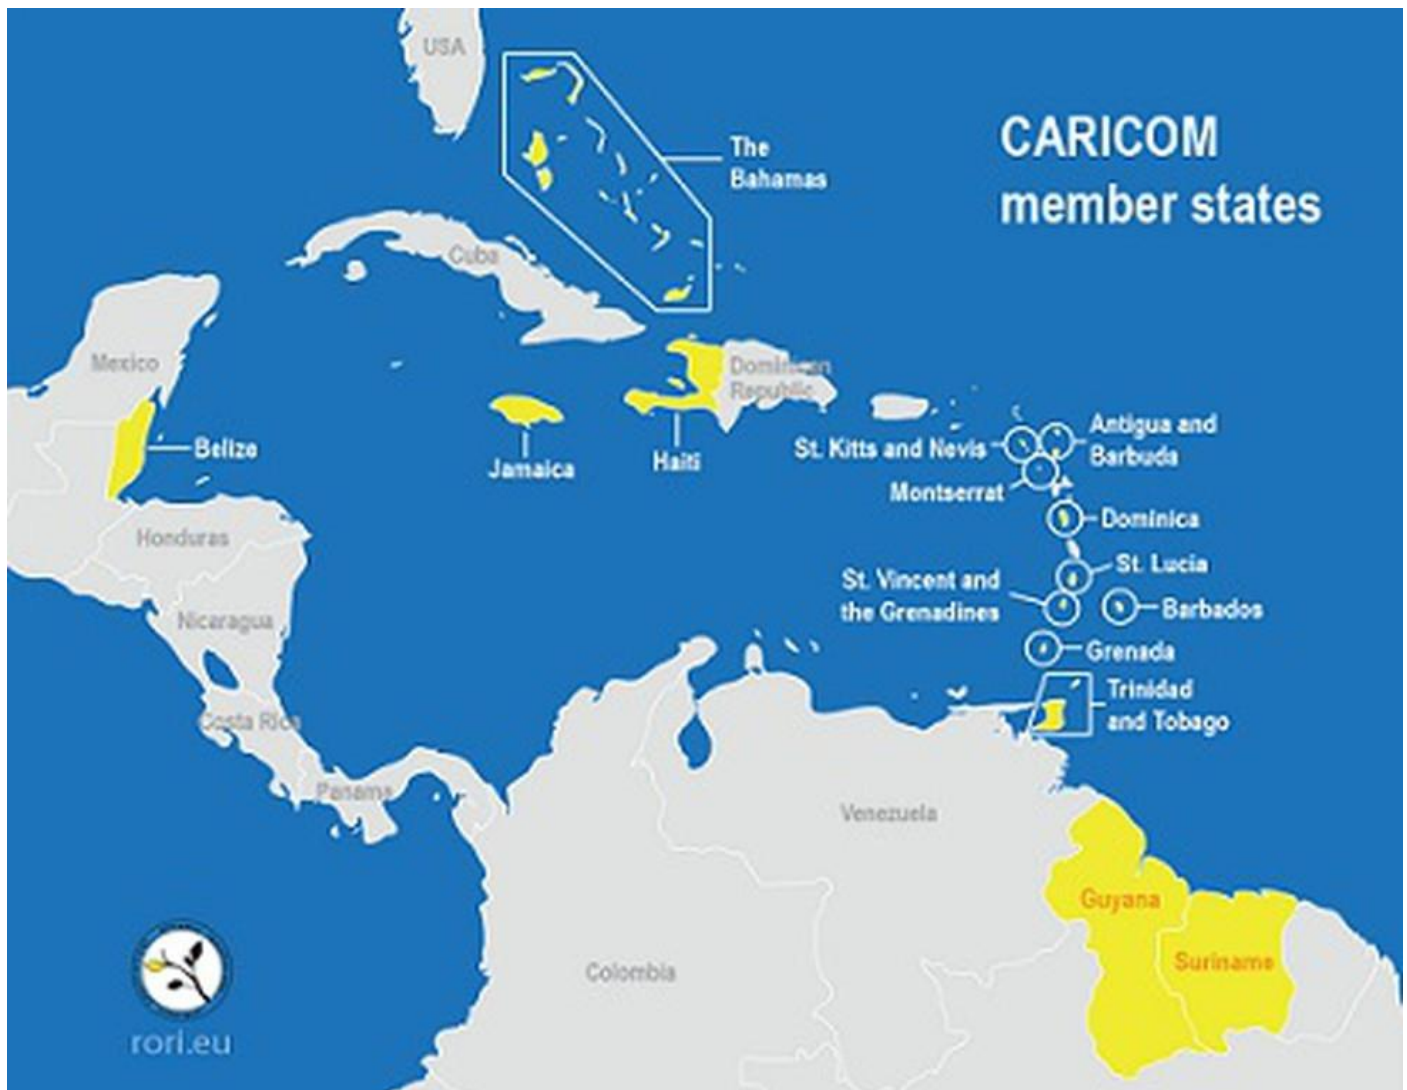 USA
The
Bahamas
CARICOM
member states
Cuba
Mexico
Dominican
Republic
Belize
Jamaica
Haiti
St. Kitts and Nevis
Antigua and
Barbuda
Montserrat
Dominica
Honduras
St. Lucia
St. Vincent and
the Grenadines
Barbados
Nicaragua
Grenada
Trinidad
and Tobago
Costa Rica
Panama
Venezuela
Guyana
Suriname
Colombia
rori.eu